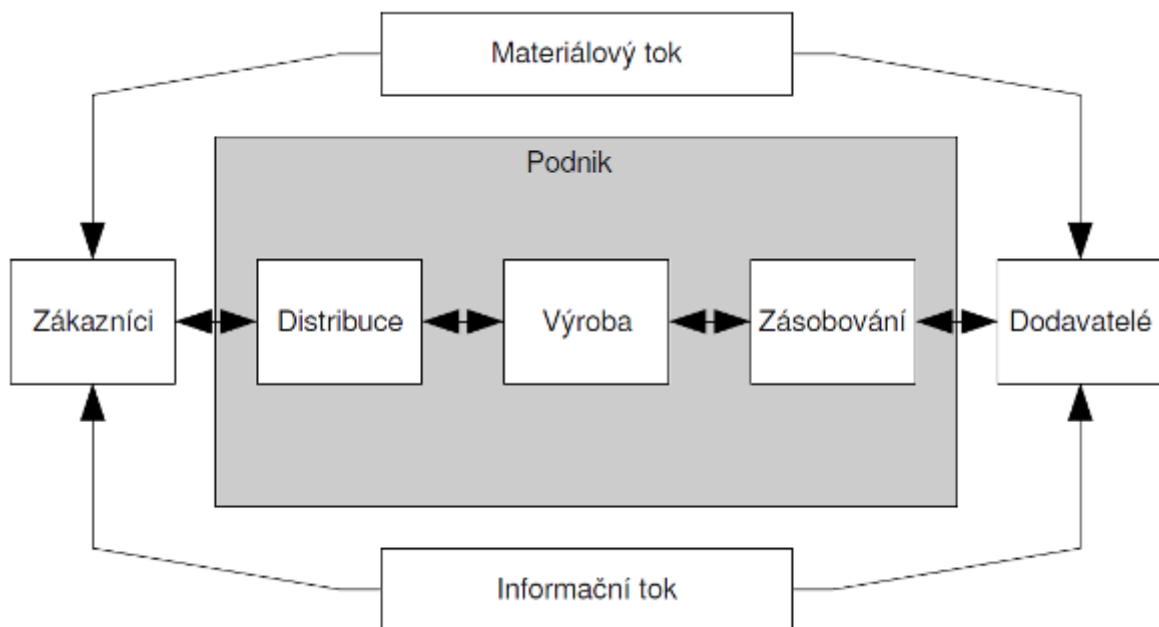 Materiálový tok
Podnik
Zákazníci
Distribuce
Výroba
Zásobování
Dodavatelé
Informační tok